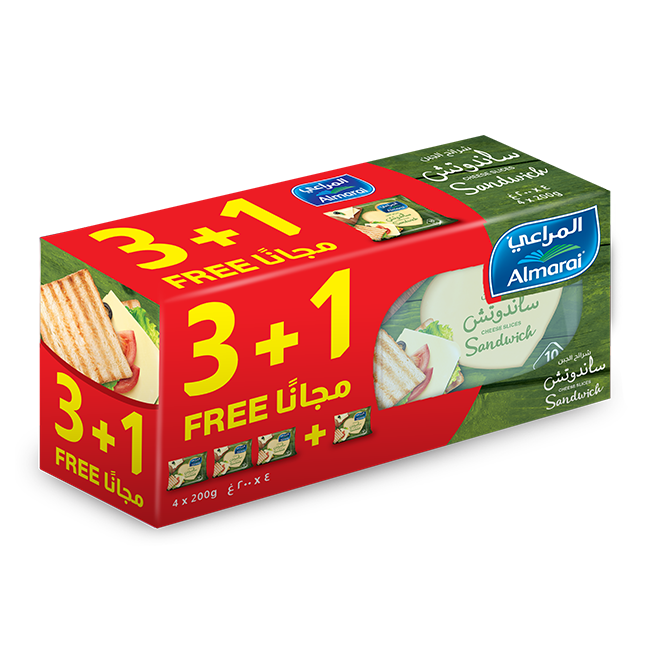 3+1
FREE مجانًا
المراعي
Almarai
شرائح الجبن
ساندوتش
CHEESE SLICES
Sandwich
٤ x ٢٠٠غ
4 x 200g
3+1
FREE مجانًا
4 x 200g ٤ x ٢٠٠ غ
+
المراعي
Almarai
ساندوتش
CHEESE SLICES
Sandwich
10
شرائح الجبن
ساندوتش
CHEESE SLICES
Sandwich
3+1
FREE مجانًا